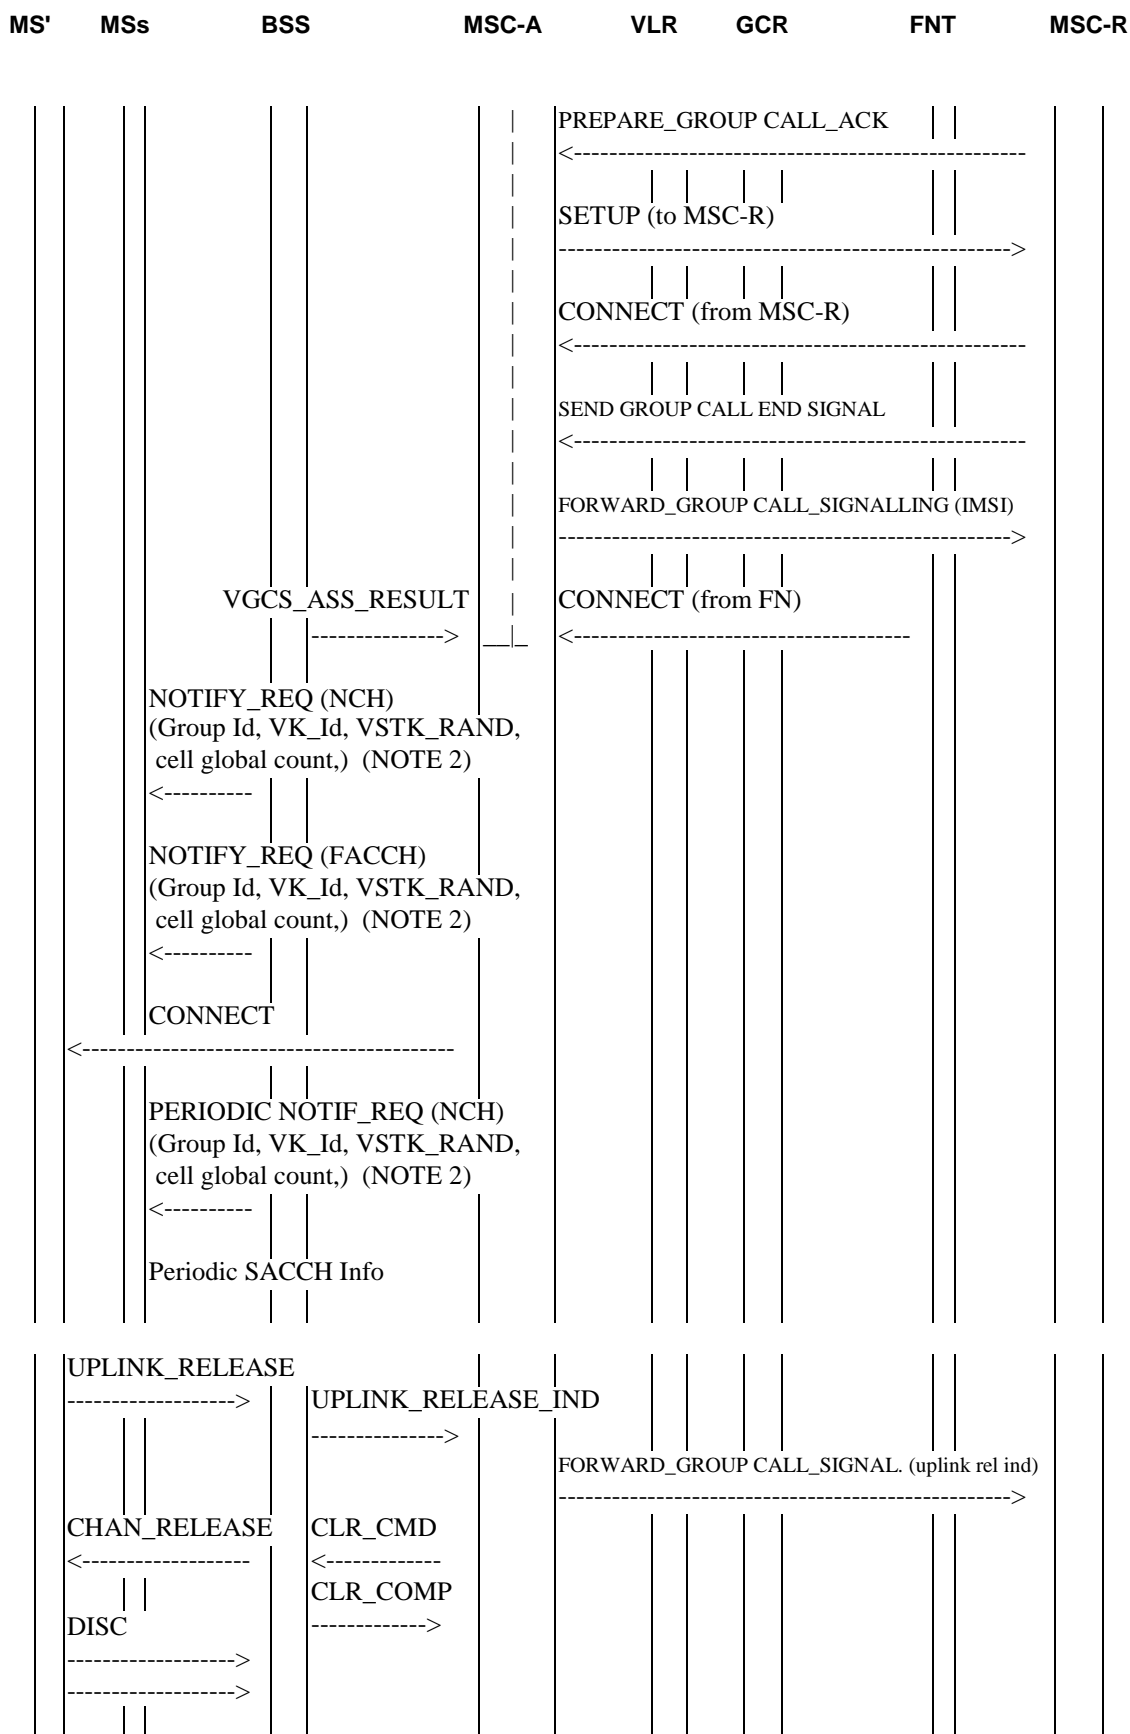 MS' MSs BSS MSC-A VLR GCR FNT MSC-R
PREPARE_GROUP CALL_ACK
SETUP (to MSC-R)
CONNECT (from MSC-R)
SEND GROUP CALL END SIGNAL
FORWARD_GROUP CALL_SIGNALLING (IMSI)
VGCS_ASS_RESULT CONNECT (from FN)
NOTIFY_REQ (NCH)
(Group Id, VK_Id, VSTK_RAND,
cell global count,) (NOTE 2)
NOTIFY_REQ (FACCH)
(Group Id, VK_Id, VSTK_RAND,
cell global count,) (NOTE 2)
CONNECT
PERIODIC NOTIF_REQ (NCH)
(Group Id, VK_Id, VSTK_RAND,
cell global count,) (NOTE 2)
Periodic SACCH Info
UPLINK_RELEASE
UPLINK_RELEASE_IND
FORWARD_GROUP CALL_SIGNAL. (uplink rel ind)
CHAN_RELEASE CLR_CMD
CLR_COMP
DISC